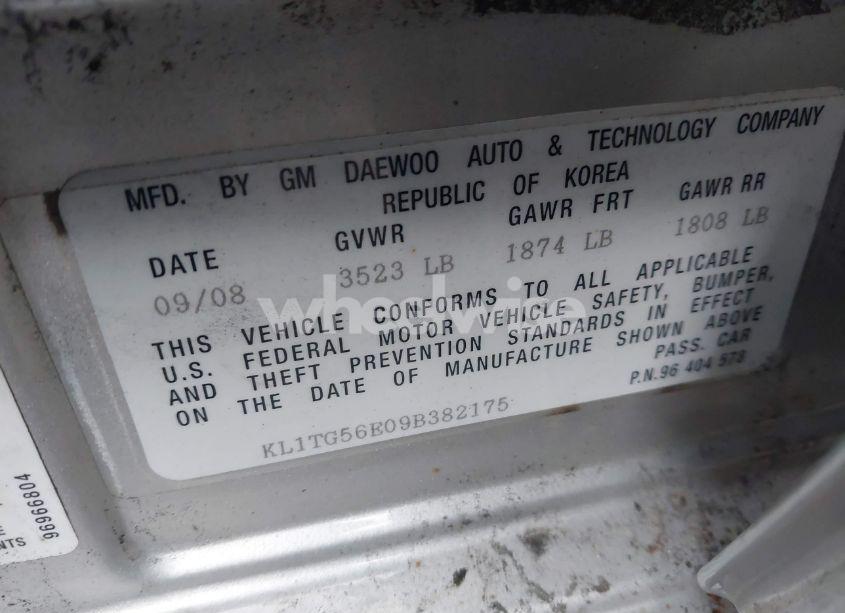 MFD. BY GM DAEWOO AUTO & TECHNOLOGY COMPANY
REPUBLIC OF KOREA
DATE GVWR GAWR FRT GAWR RR
09/08 3523 LB 1874 LB 1808 LB
THIS VEHICLE CONFORMS TO ALL APPLICABLE
U.S. FEDERAL MOTOR VEHICLE SAFETY, BUMPER,
AND THEFT PREVENTION STANDARDS IN EFFECT
ON THE DATE OF MANUFACTURE SHOWN ABOVE
PASS. CAR
P.N.96 404 578
KL1TG56E09B382175
wheelwire
96966804